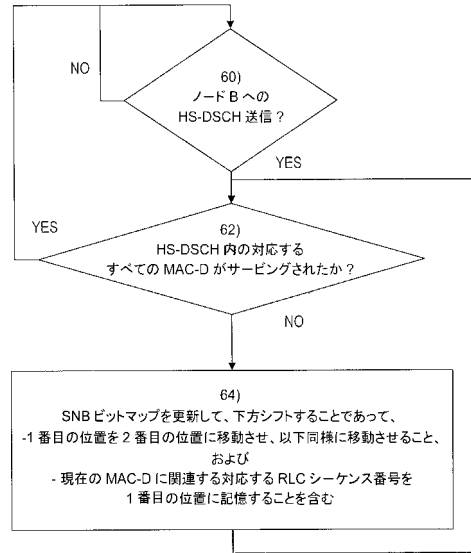 NO
60)
ノード B への
HS-DSCH 送信？
YES
YES
62)
HS-DSCH 内の対応する
すべての MAC-D がサービングされたか？
NO
64)
SNB ビットマップを更新して、下方シフトすることであって、
-1 番目の位置を 2 番目の位置に移動させ、以下同様に移動させること、
および
- 現在の MAC-D に関連する対応する RLC シーケンス番号を
1 番目の位置に記憶することを含む